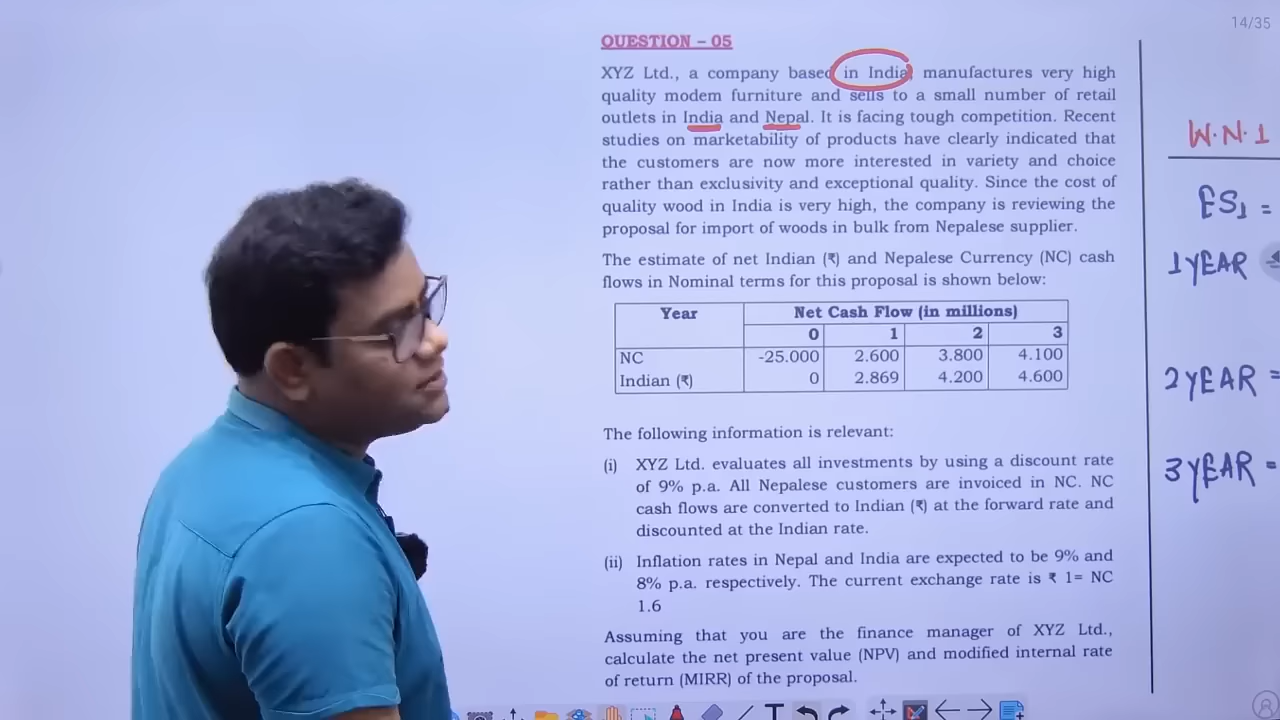 14/35
QUESTION – 05
XYZ Ltd., a company based in India, manufactures very high
quality modem furniture and sells to a small number of retail
outlets in India and Nepal. It is facing tough competition. Recent
studies on marketability of products have clearly indicated that
the customers are now more interested in variety and choice
rather than exclusivity and exceptional quality. Since the cost of
quality wood in India is very high, the company is reviewing the
proposal for import of woods in bulk from Nepalese supplier.
The estimate of net Indian (₹) and Nepalese Currency (NC) cash
flows in Nominal terms for this proposal is shown below:
Year Net Cash Flow (in millions)
0 1 2 3
NC -25.000 2.600 3.800 4.100
Indian (₹) 0 2.869 4.200 4.600
The following information is relevant:
(i) XYZ Ltd. evaluates all investments by using a discount rate
of 9% p.a. All Nepalese customers are invoiced in NC. NC
cash flows are converted to Indian (₹) at the forward rate and
discounted at the Indian rate.
(ii) Inflation rates in Nepal and India are expected to be 9% and
8% p.a. respectively. The current exchange rate is ₹ 1= NC
1.6
Assuming that you are the finance manager of XYZ Ltd.,
calculate the net present value (NPV) and modified internal rate
of return (MIRR) of the proposal.
W.N.1
ES₁ =
1 YEAR
2 YEAR =
3 YEAR =